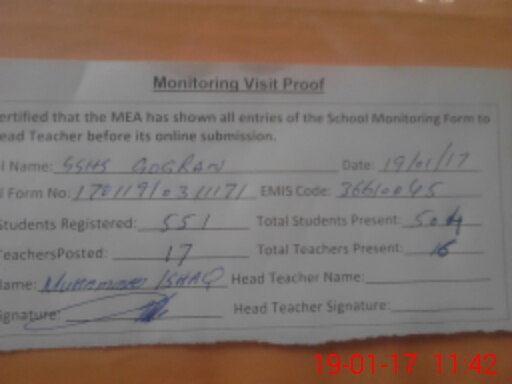 Monitoring Visit Proof
ertified that the MEA has shown all entries of the School Monitoring Form to
ead Teacher before its online submission.
l Name: GSHS GOGRAN Date: 19/01/17
Form No: EMIS Code: 36610045
Students Registered: 551 Total Students Present: 504
TeachersPosted: 17 Total Teachers Present: 16
ame: Muhammad ISHAQ Head Teacher Name:
ignature: Head Teacher Signature:
19-01-17 11:42